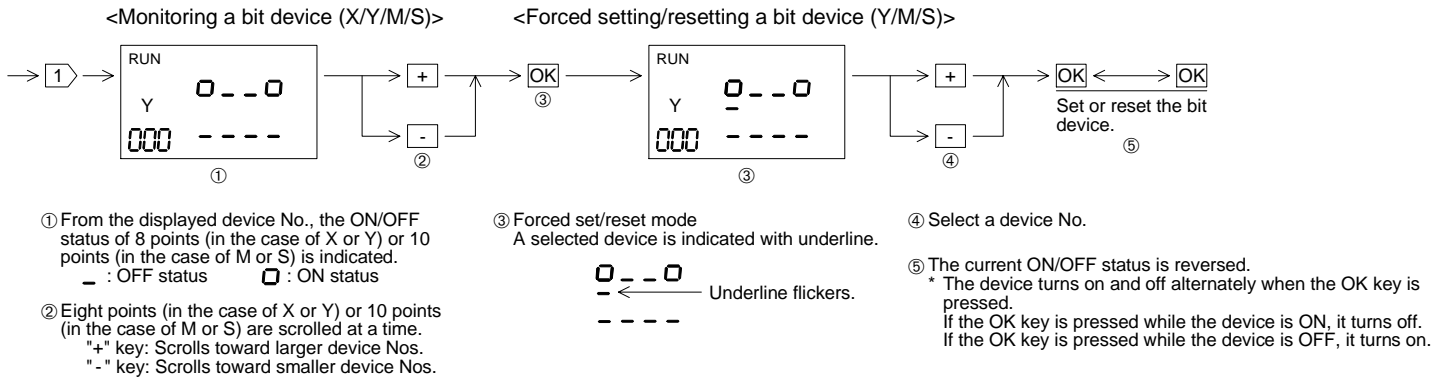 <Monitoring a bit device (X/Y/M/S)>
<Forced setting/resetting a bit device (Y/M/S)>
1
RUN
Y
000
①
+
-
②
OK
③
RUN
Y
000
③
+
-
④
OK
OK
Set or reset the bit
device.
⑤
① From the displayed device No., the ON/OFF
status of 8 points (in the case of X or Y) or 10
points (in the case of M or S) is indicated.
: OFF status : ON status
② Eight points (in the case of X or Y) or 10 points
(in the case of M or S) are scrolled at a time.
"+" key: Scrolls toward larger device Nos.
"-" key: Scrolls toward smaller device Nos.
③ Forced set/reset mode
A selected device is indicated with underline.
Underline flickers.
④ Select a device No.
⑤ The current ON/OFF status is reversed.
* The device turns on and off alternately when the OK key is
pressed.
If the OK key is pressed while the device is ON, it turns off.
If the OK key is pressed while the device is OFF, it turns on.